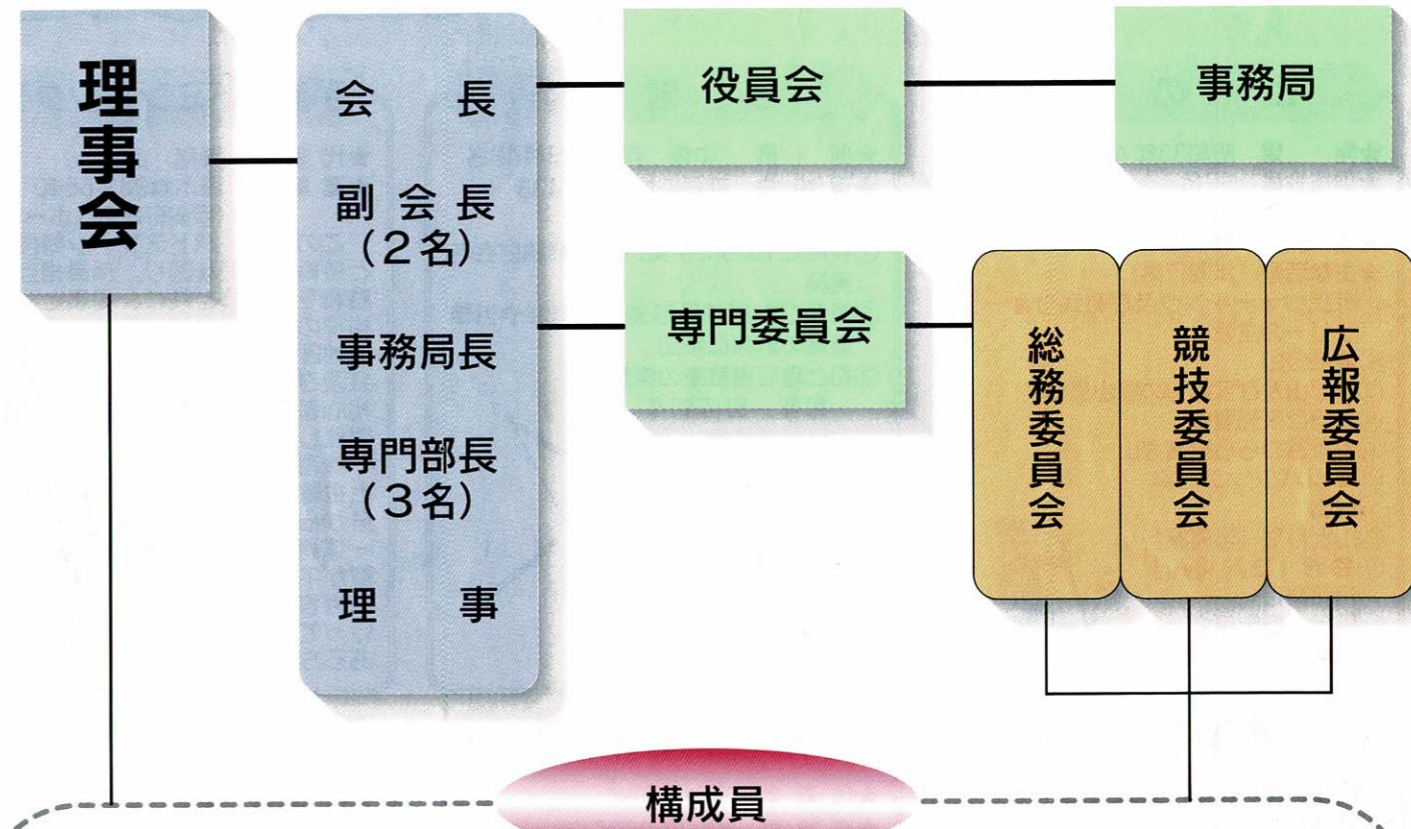 理事会
会長
副会長
（2名）
事務局長
専門部長
（3名）
理事
役員会
事務局
専門委員会
総務委員会
競技委員会
広報委員会
構成員